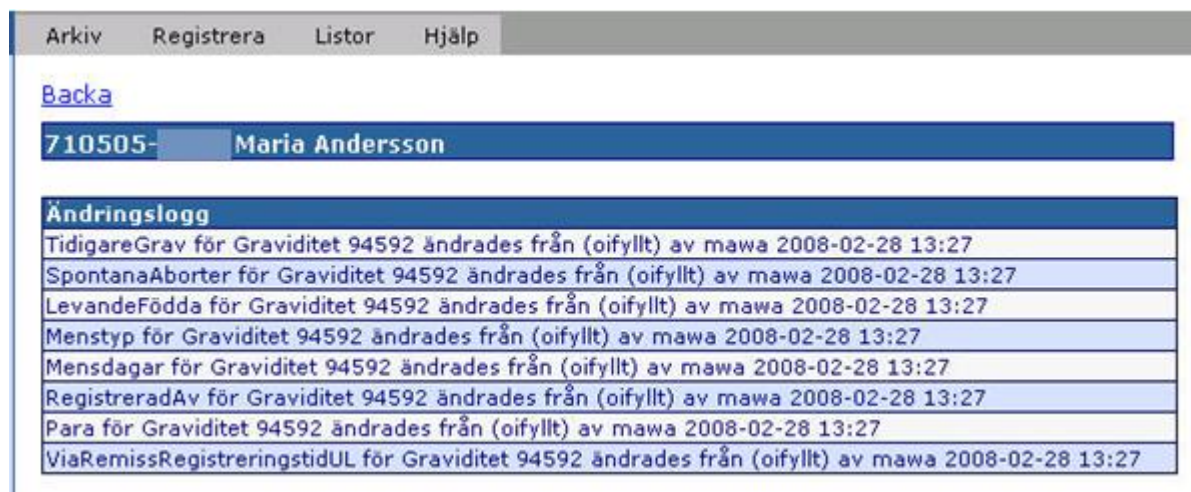 Arkiv Registrera Listor Hjälp
Backa
710505- Maria Andersson
Ändringslogg
TidigareGrav för Graviditet 94592 ändrades från (oifyllt) av mawa 2008-02-28 13:27
SpontanaAborter för Graviditet 94592 ändrades från (oifyllt) av mawa 2008-02-28 13:27
LevandeFödda för Graviditet 94592 ändrades från (oifyllt) av mawa 2008-02-28 13:27
Menstyp för Graviditet 94592 ändrades från (oifyllt) av mawa 2008-02-28 13:27
Mensdagar för Graviditet 94592 ändrades från (oifyllt) av mawa 2008-02-28 13:27
RegistreradAv för Graviditet 94592 ändrades från (oifyllt) av mawa 2008-02-28 13:27
Para för Graviditet 94592 ändrades från (oifyllt) av mawa 2008-02-28 13:27
ViaRemissRegistreringstidUL för Graviditet 94592 ändrades från (oifyllt) av mawa 2008-02-28 13:27